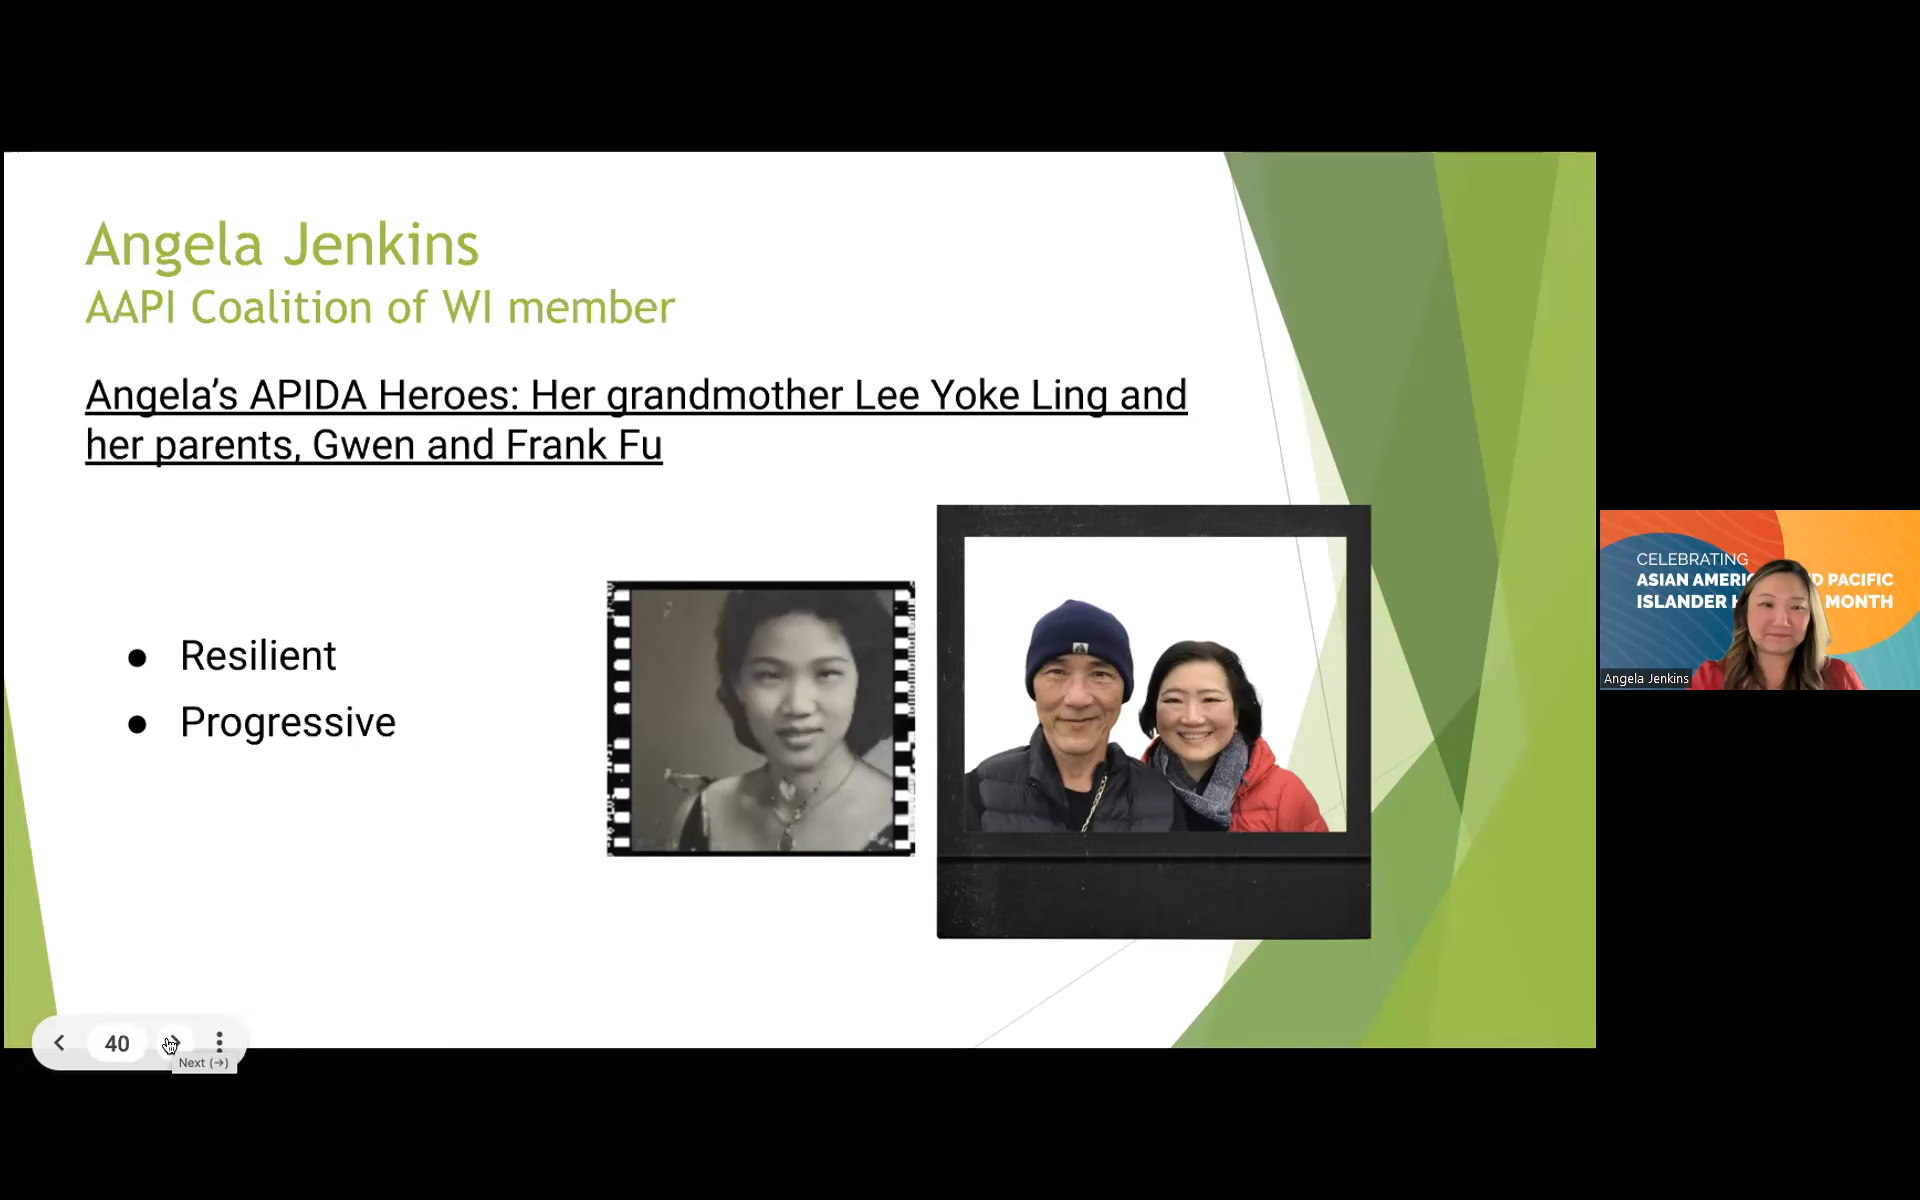 Angela Jenkins
AAPI Coalition of WI member
Angela’s APIDA Heroes: Her grandmother Lee Yoke Ling and
her parents, Gwen and Frank Fu
● Resilient
● Progressive
40
Next (→)
CELEBRATING
ASIAN AMERIC D PACIFIC
ISLANDER H MONTH
Angela Jenkins